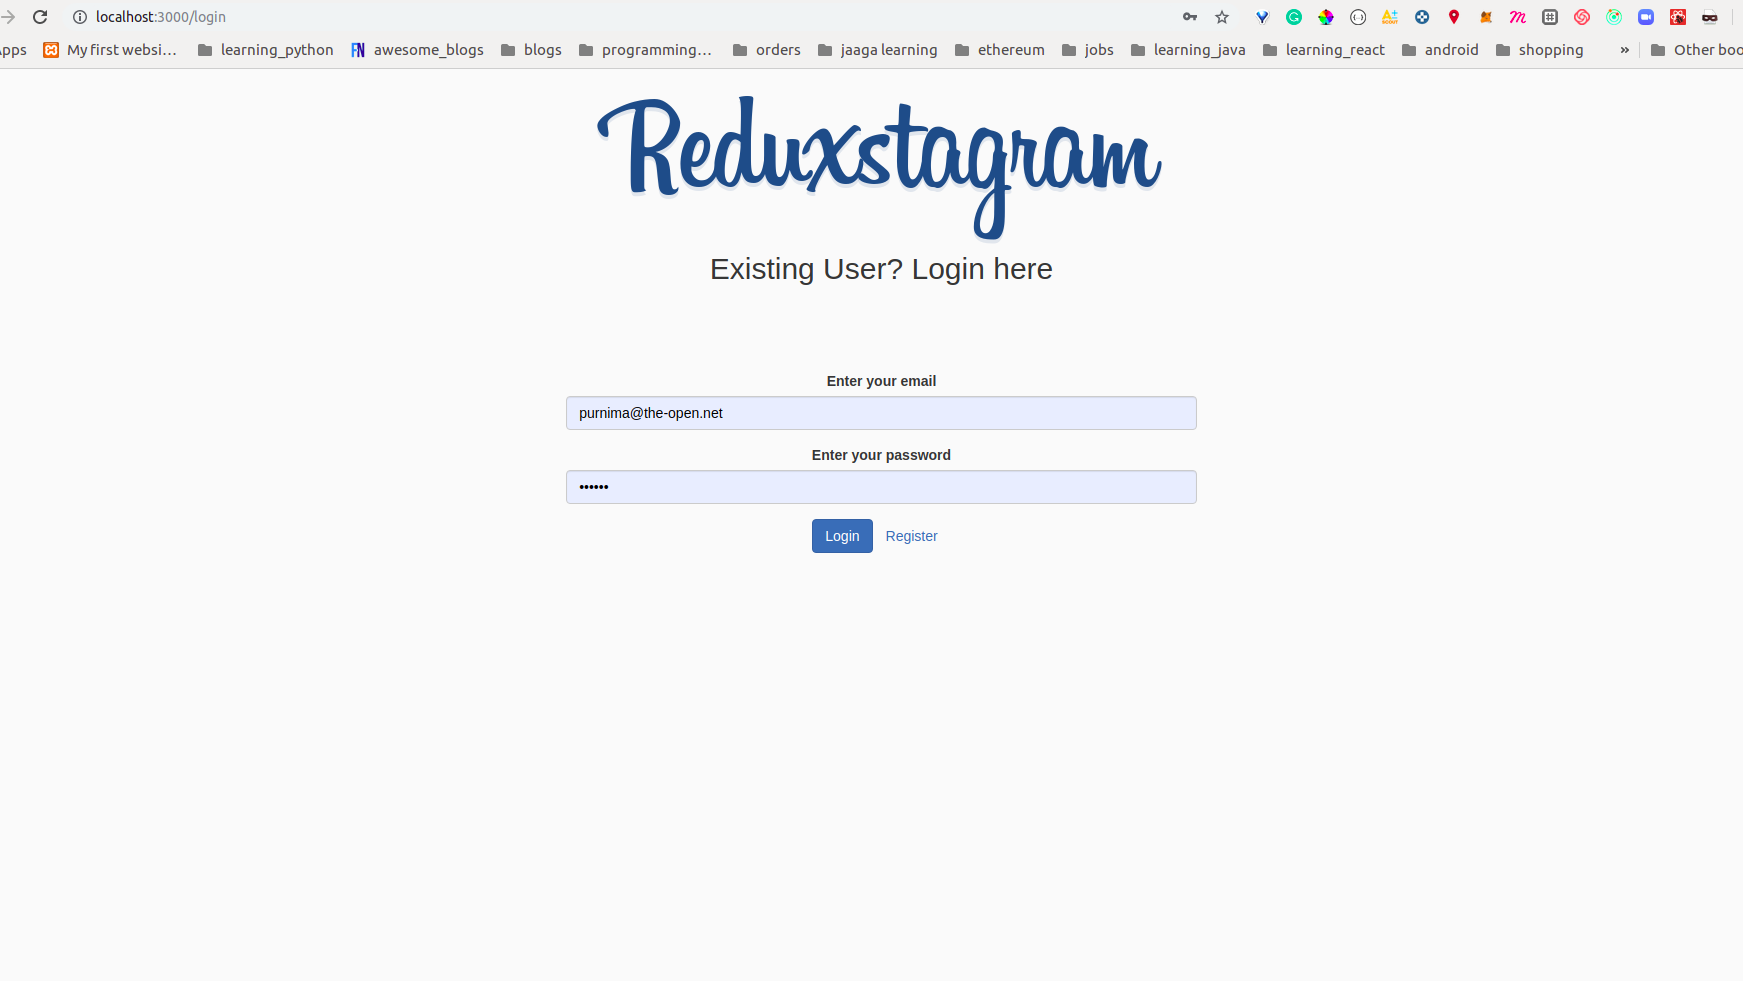 localhost:3000/login
Apps My first websi... learning_python awesome_blogs blogs programming... orders jaaga learning ethereum jobs learning_java learning_react android shopping » Other boo
Reduxstagram
Existing User? Login here
Enter your email
purnima@the-open.net
Enter your password
••••••
Login Register